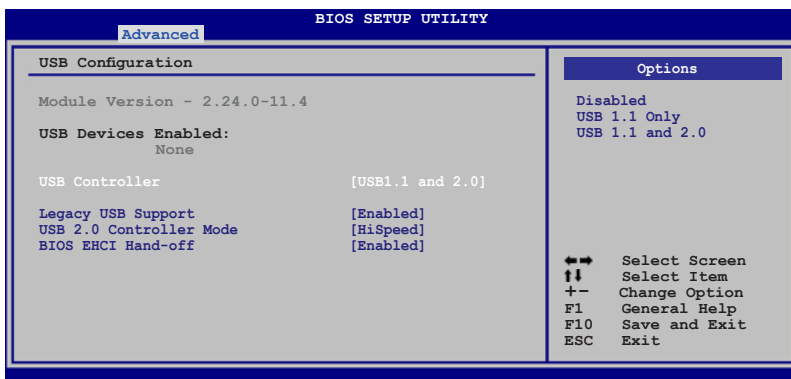 BIOS SETUP UTILITY
Advanced
USB Configuration
Module Version - 2.24.0-11.4
USB Devices Enabled:
None
USB Controller [USB1.1 and 2.0]
Legacy USB Support [Enabled]
USB 2.0 Controller Mode [HiSpeed]
BIOS EHCI Hand-off [Enabled]
Options
Disabled
USB 1.1 Only
USB 1.1 and 2.0
←→ Select Screen
↑↓ Select Item
+- Change Option
F1 General Help
F10 Save and Exit
ESC Exit